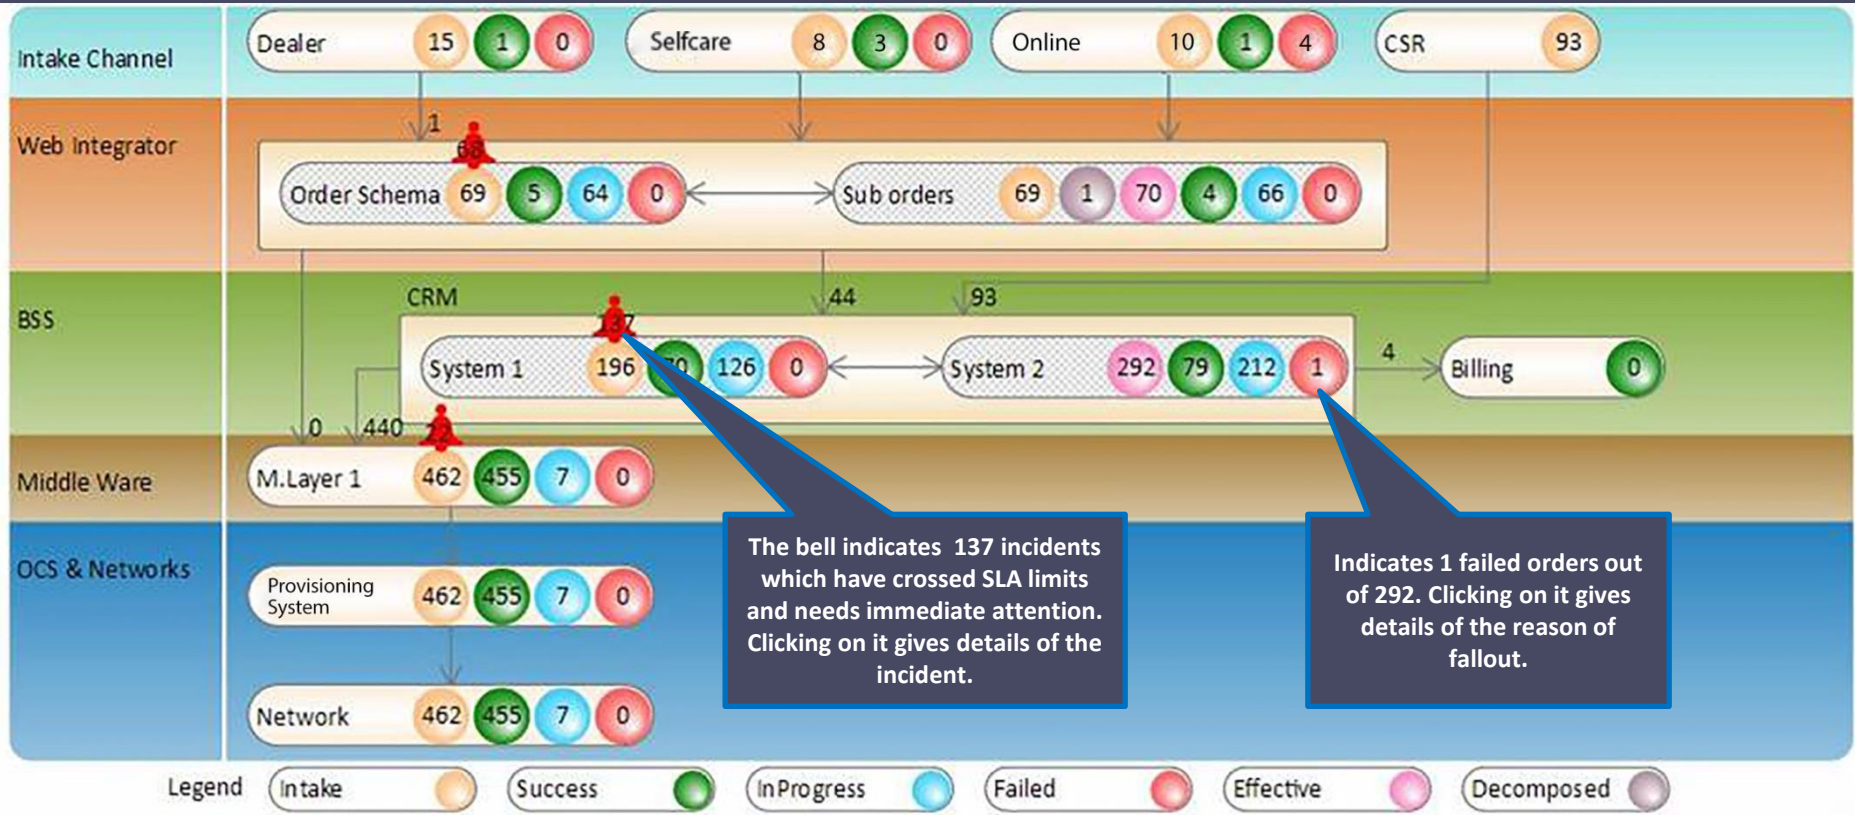 Intake Channel
Dealer 15 1 0
Selfcare 8 3 0
Online 10 1 4
CSR 93
Web Integrator
1
68
Order Schema 69 5 64 0
Sub orders 69 1 70 4 66 0
BSS
CRM
44
93
137
System 1 196 70 126 0
System 2 292 79 212 1
4
Billing 0
0
440
22
Middle Ware
M.Layer 1 462 455 7 0
OCS & Networks
Provisioning
System
462 455 7 0
Network 462 455 7 0
The bell indicates 137 incidents
which have crossed SLA limits
and needs immediate attention.
Clicking on it gives details of the
incident.
Indicates 1 failed orders out
of 292. Clicking on it gives
details of the reason of
fallout.
Legend
Intake
Success
InProgress
Failed
Effective
Decomposed